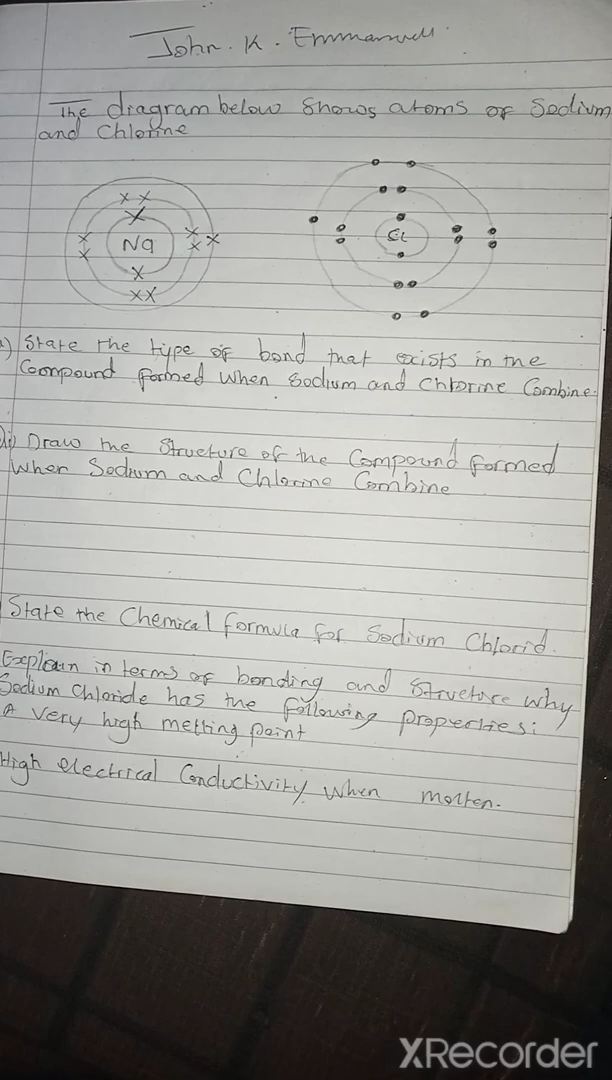 John. K. Emmanuel
The diagram below shows atoms of Sodium
and Chlorine
Na
CL
State the type of bond that exists in the
Compound formed when sodium and Chlorine Combine.
ii) Draw the Structure of the Compound formed
When Sodium and Chlorine Combine
State the Chemical formula for Sodium Chlorid.
Explain in terms of bonding and Structure why
Sodium Chloride has the following properties:
A very high melting point
High electrical Conductivity when molten.
XRecorder